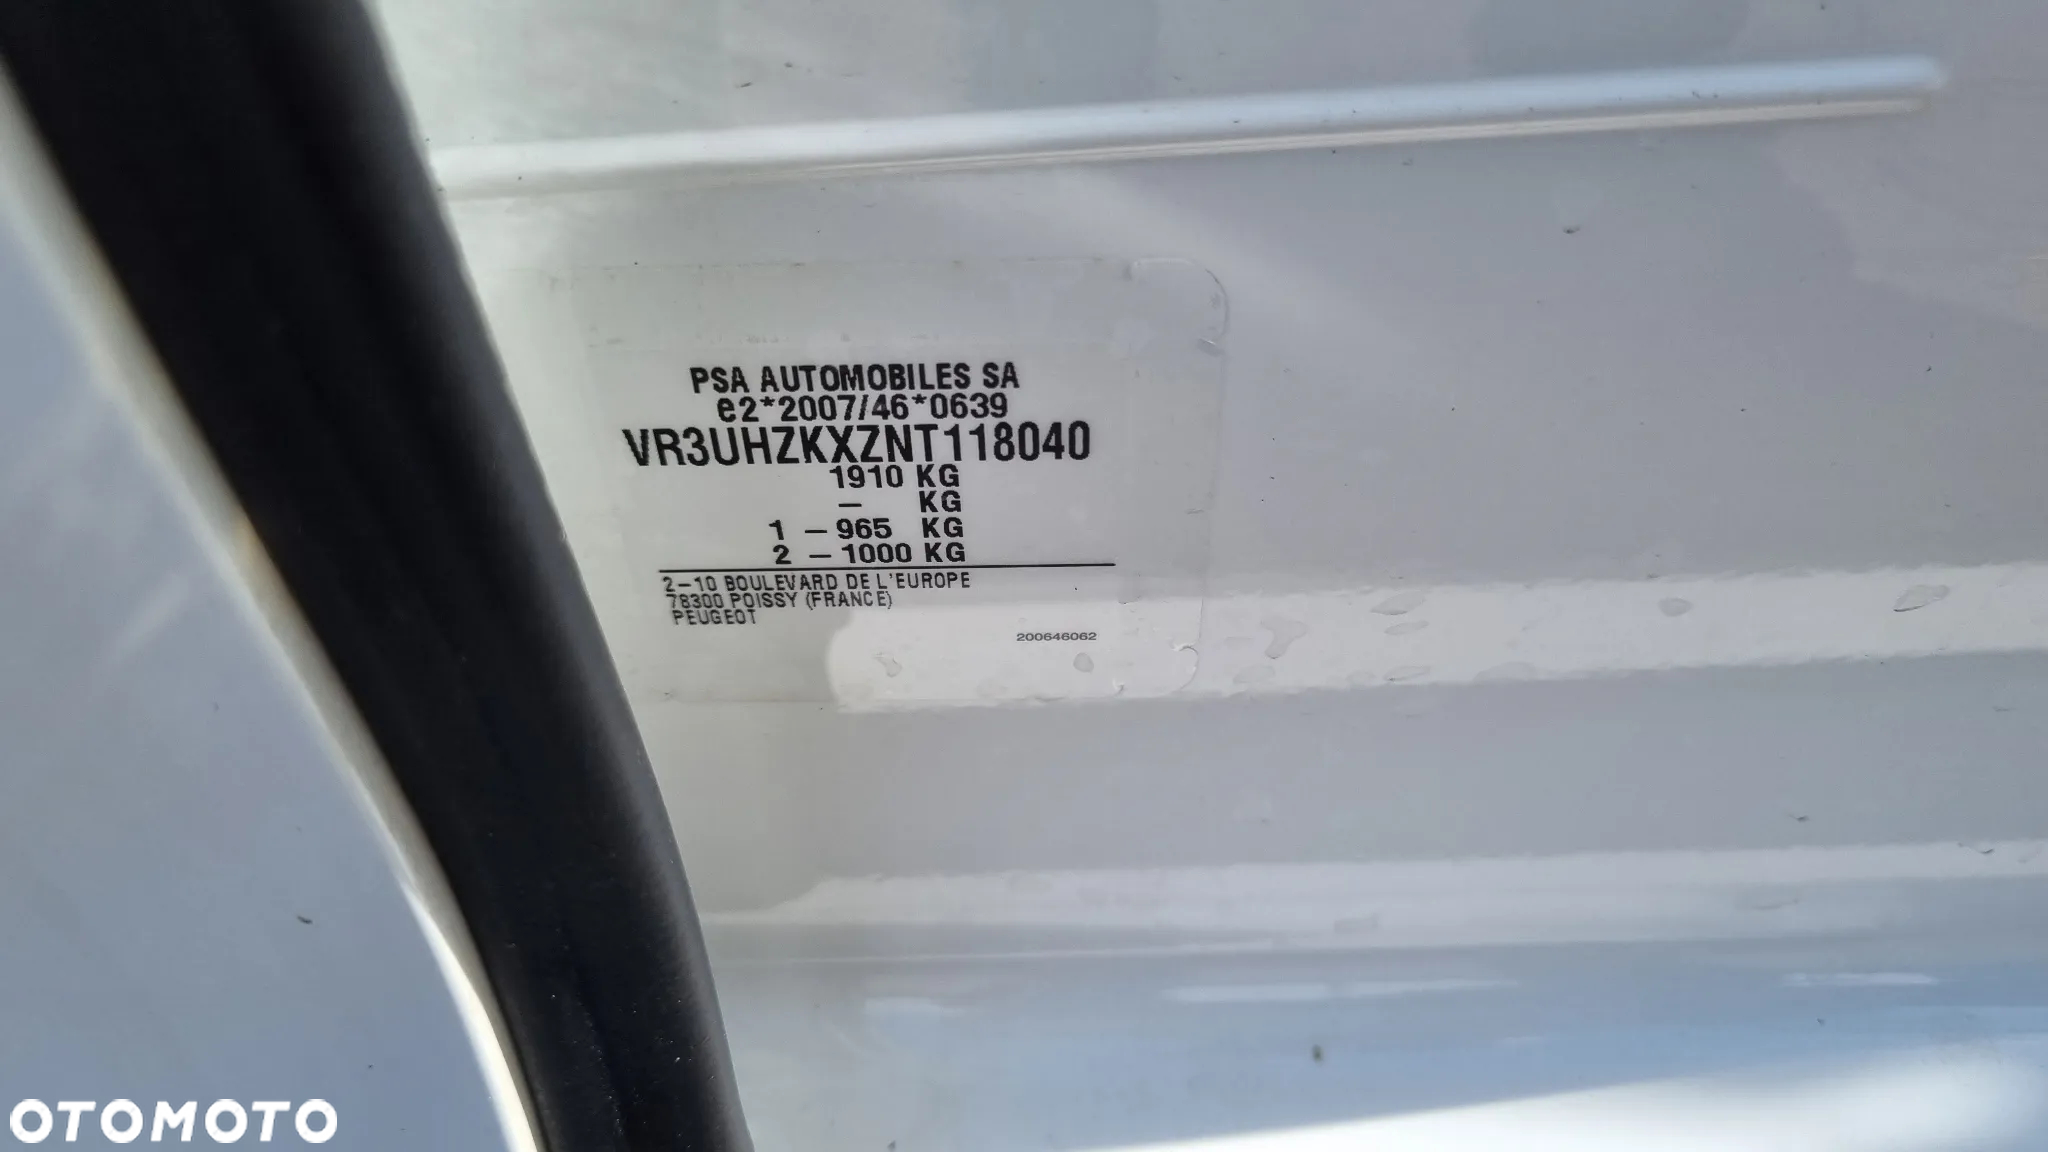 PSA AUTOMOBILES SA
e2*2007/46*0639
VR3UHZKXZNT118040
1910 KG
– KG
1 – 965 KG
2 – 1000 KG
2-10 BOULEVARD DE L'EUROPE
78300 POISSY (FRANCE)
PEUGEOT
200646062
OTOMOTO